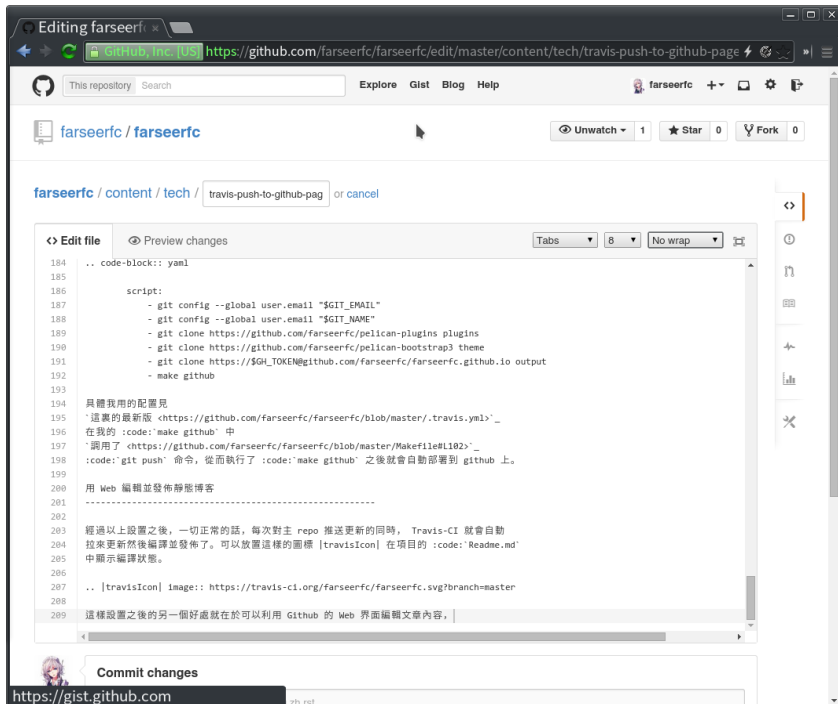 Editing farseerfc
GitHub, Inc. [US] https://github.com/farseerfc/farseerfc/edit/master/content/tech/travis-push-to-github-page
This repository Search Explore Gist Blog Help farseerfc
farseerfc / farseerfc Unwatch 1 Star 0 Fork 0
farseerfc / content / tech / travis-push-to-github-pag or cancel
Edit file Preview changes Tabs 8 No wrap
184 .. code-block:: yaml
185
186 script:
187 - git config --global user.email "$GIT_EMAIL"
188 - git config --global user.email "$GIT_NAME"
189 - git clone https://github.com/farseerfc/pelican-plugins plugins
190 - git clone https://github.com/farseerfc/pelican-bootstrap3 theme
191 - git clone https://$GH_TOKEN@github.com/farseerfc/farseerfc.github.io output
192 - make github
193
194 具體我用的配置見
195 `這裏的最新版 <https://github.com/farseerfc/farseerfc/blob/master/.travis.yml>`_
196 在我的 :code:`make github` 中
197 `調用了 <https://github.com/farseerfc/farseerfc/blob/master/Makefile#L102>`_
198 :code:`git push` 命令，從而執行了 :code:`make github` 之後就會自動部署到 github 上。
199
200 用 Web 編輯並發佈靜態博客
201 -------------------------------------------------------
202
203 經過以上設置之後，一切正常的話，每次對主 repo 推送更新的同時， Travis-CI 就會自動
204 拉來更新然後編譯並發佈了。可以放置這樣的圖標 |travisIcon| 在項目的 :code:`Readme.md`
205 中顯示編譯狀態。
206
207 .. |travisIcon| image:: https://travis-ci.org/farseerfc/farseerfc.svg?branch=master
208
209 這樣設置之後的另一個好處就在於可以利用 Github 的 Web 界面編輯文章內容，
Commit changes
https://gist.github.com
zh.rst